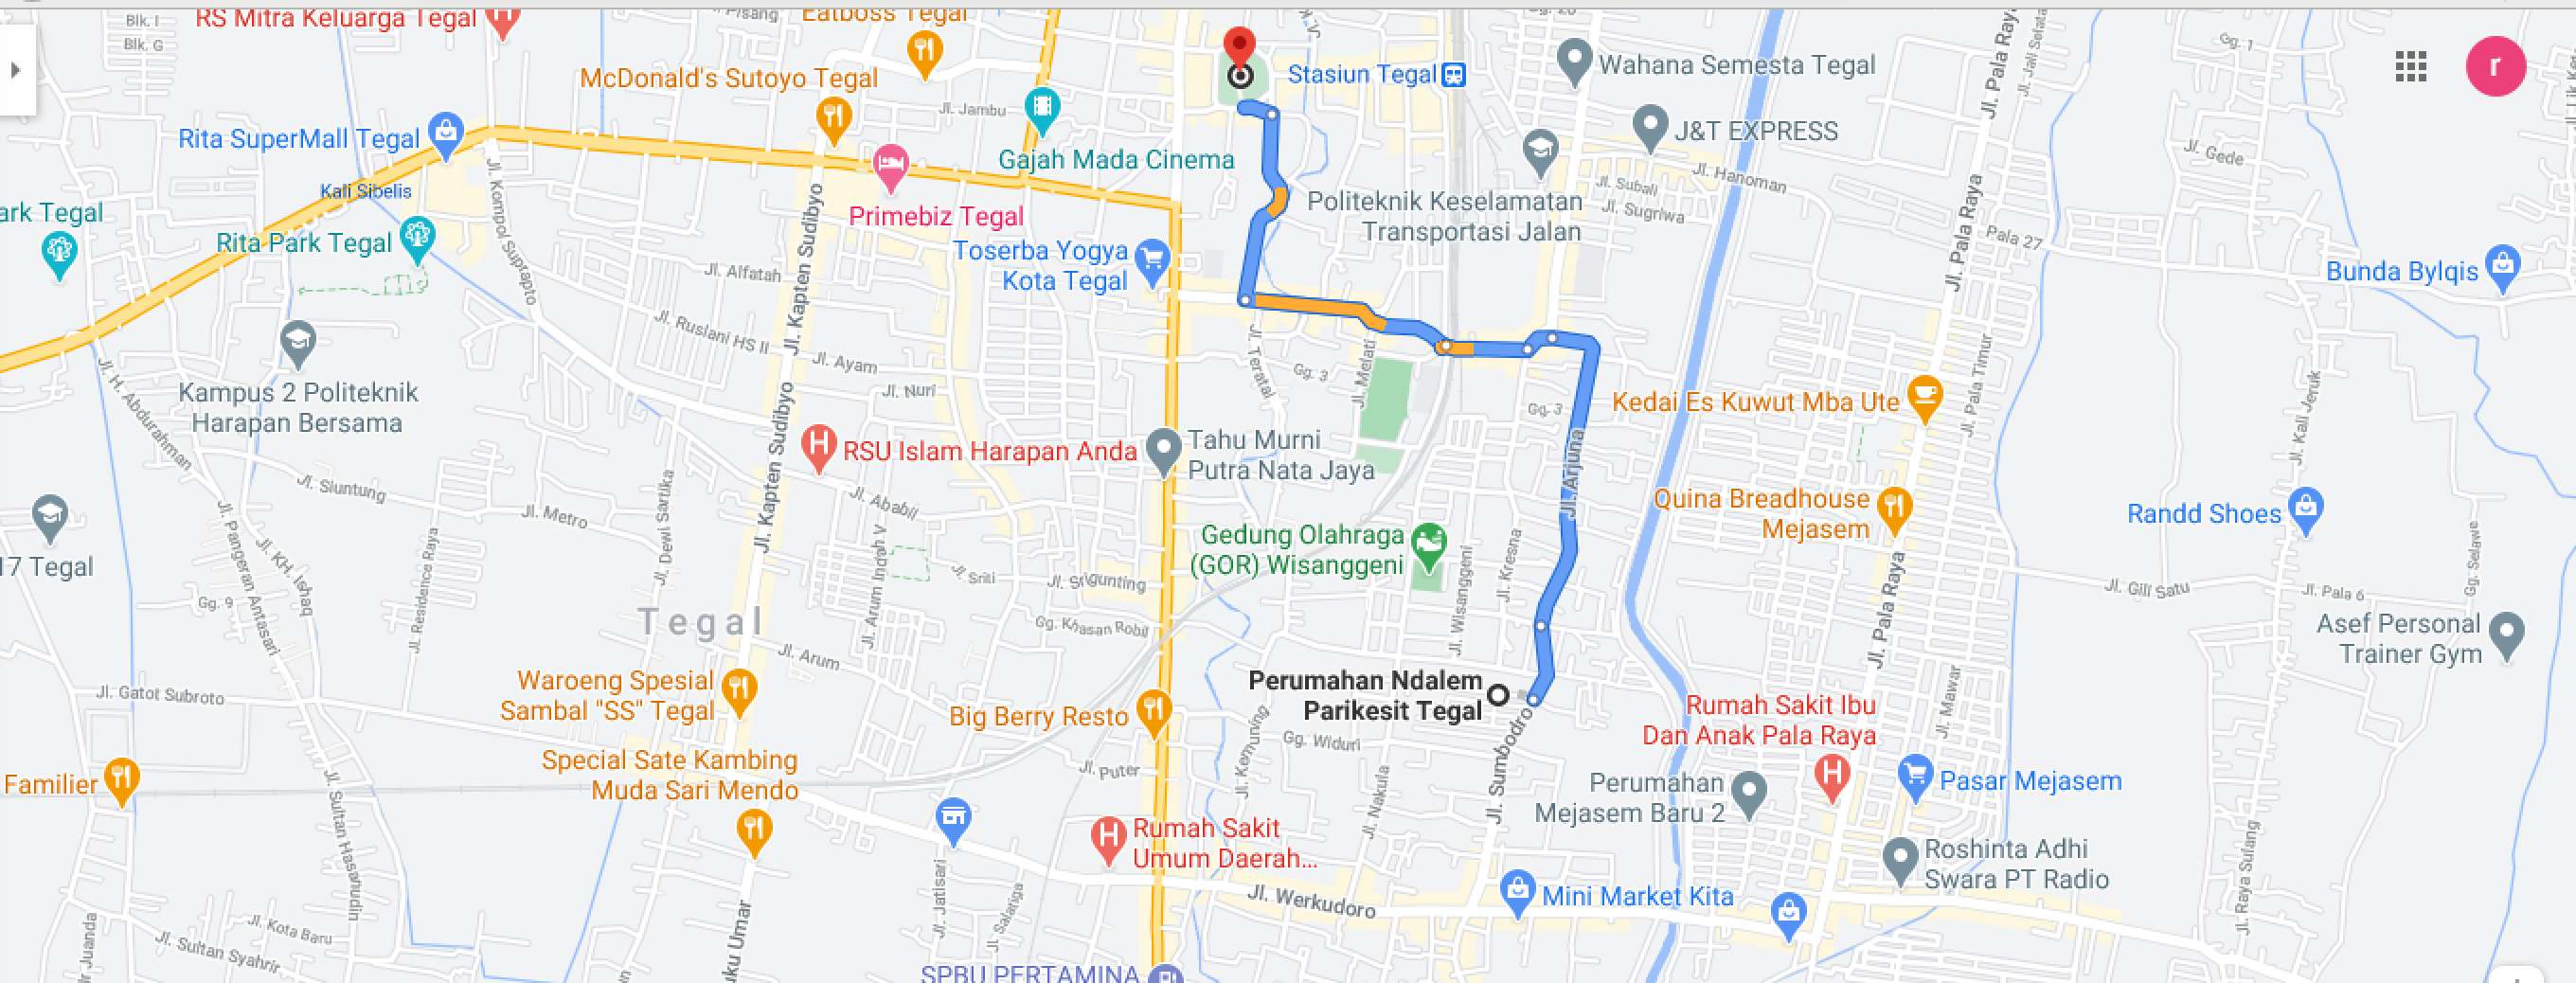 RS Mitra Keluarga Tegal
Blk. I
Blk. G
Eatboss Tegal
McDonald's Sutoyo Tegal
Jl. Jambu
Rita SuperMall Tegal
Gajah Mada Cinema
Stasiun Tegal
Wahana Semesta Tegal
J&T EXPRESS
Jl. Pala Raya
Gg. 1
r
Jl. Gede
Jl. Hanoman
Jl. Subali
Jl. Sugriwa
Kali Sibelis
ark Tegal
Rita Park Tegal
Primebiz Tegal
Politeknik Keselamatan
Transportasi Jalan
Jl. Kompol Suprapto
Jl. Kapten Sudibyo
Toserba Yogya
Kota Tegal
Jl. Alfatah
Pala 27
Jl. Pala Raya
Bunda Bylqis
Jl. Ruslani HS II
Jl. Ayam
Jl. Nuri
Jl. Teratai
Jl. Melati
Gg. 3
Gg. 3
Jl. Pala Timur
Jl. Kali Jeruk
Kampus 2 Politeknik
Harapan Bersama
Jl. H. Abdurahman
Jl. Kapten Sudibyo
Kedai Es Kuwut Mba Ute
RSU Islam Harapan Anda
Tahu Murni
Putra Nata Jaya
Jl. Arjuna
Jl. Siuntung
Jl. Metro
Jl. Ababil
Quina Breadhouse
Mejasem
Randd Shoes
Jl. Dewi Sartika
Jl. Pangeran Antasari
Jl. KH. Ishaq
Jl. Residence Raya
17 Tegal
Gedung Olahraga
(GOR) Wisanggeni
Jl. Wisanggeni
Jl. Kresna
Jl. Arum Indah V
Jl. Sriti
Jl. Srigunting
Gg. 9
Jl. Pala Raya
Jl. Gili Satu
Jl. Pala 6
Gg. Selawe
Tegal
Gg. Khasan Robil
Jl. Arum
Asef Personal
Trainer Gym
Jl. Gatot Subroto
Waroeng Spesial
Sambal "SS" Tegal
Big Berry Resto
Perumahan Ndalem
Parikesit Tegal
Jl. Mawar
Rumah Sakit Ibu
Dan Anak Pala Raya
Jl. Kemuning
Gg. Widuri
Jl. Sumbodro
Familier
Special Sate Kambing
Muda Sari Mendo
Jl. Puter
Jl. Nakula
Perumahan
Mejasem Baru 2
Pasar Mejasem
Jl. Sultan Hasanudin
Rumah Sakit
Umum Daerah...
Roshinta Adhi
Swara PT Radio
Jl. Jatisari
Jl. Salatiga
Jl. Werkudoro
Mini Market Kita
Jl. Raya Sutang
Jl. Kota Baru
Jl. Sultan Syahrir
ir Juanda
uku Umar
SPBU PERTAMINA